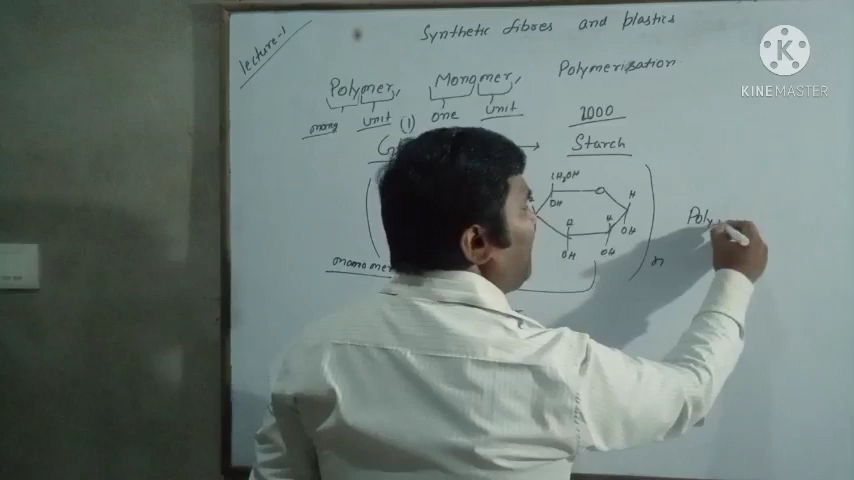 Synthetic fibres and plastics
lecture-1
Polymer, Monomer, Polymerization
many unit (1) one unit 2000
Starch
CH₂OH
O
H
OH
H
H
OH
OH
OH
n
monomer
Poly
K
KINEMASTER